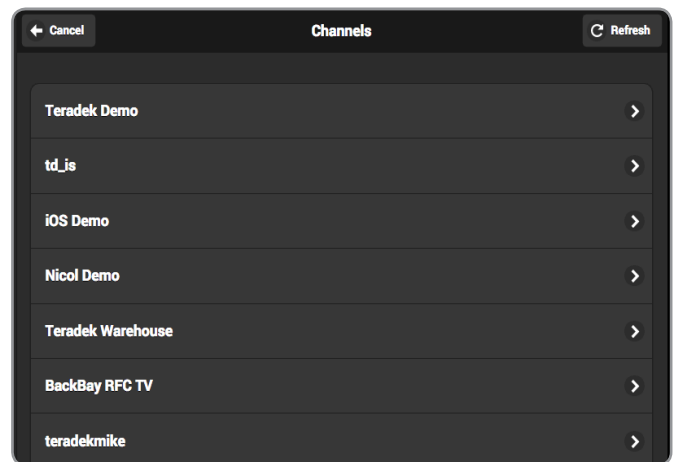 Cancel Channels Refresh
Teradek Demo
td_is
iOS Demo
Nicol Demo
Teradek Warehouse
BackBay RFC TV
teradekmike